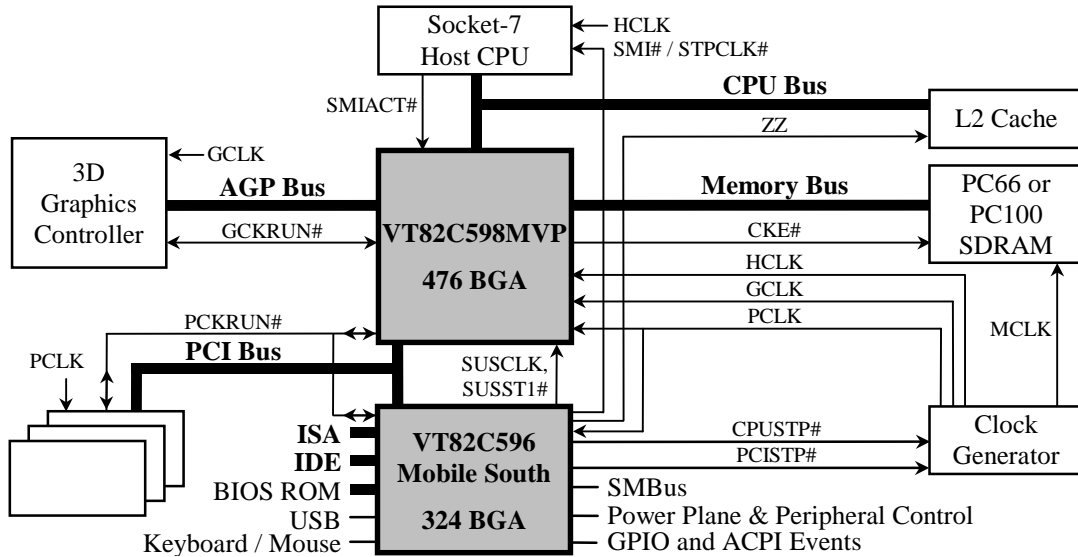 Socket-7
Host CPU
HCLK
SMI# / STPCLK#
SMIACT#
CPU Bus
ZZ
L2 Cache
3D
Graphics
Controller
GCLK
AGP Bus
GCKRUN#
VT82C598MVP
476 BGA
Memory Bus
CKE#
HCLK
GCLK
PCLK
PC66 or
PC100
SDRAM
MCLK
PCKRUN#
PCI Bus
PCLK
SUSCLK,
SUSST1#
VT82C596
Mobile South
324 BGA
CPUSTP#
PCISTP#
Clock
Generator
ISA
IDE
BIOS ROM
USB
Keyboard / Mouse
SMBus
Power Plane & Peripheral Control
GPIO and ACPI Events